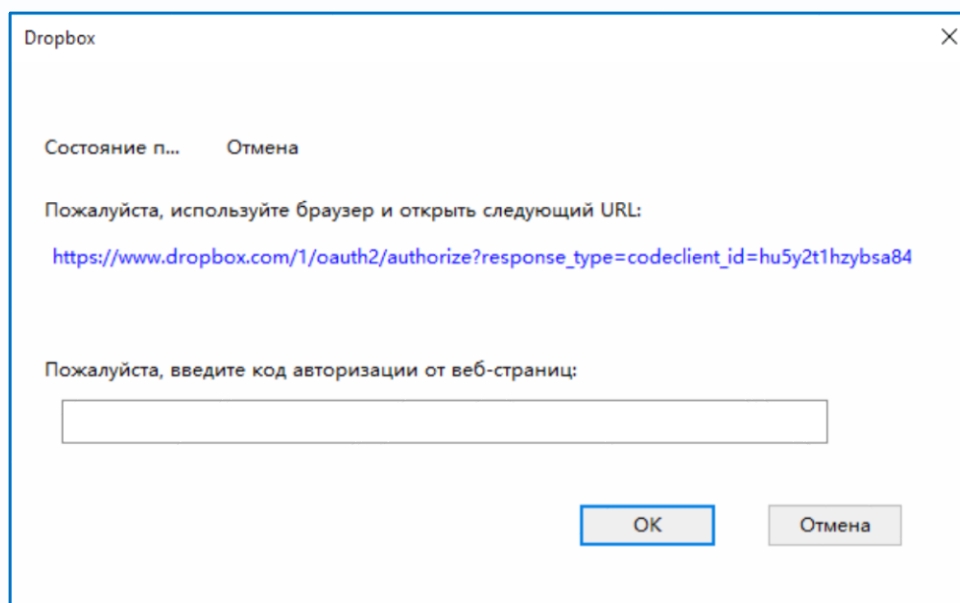 Dropbox
Состояние п... Отмена
Пожалуйста, используйте браузер и открыть следующий URL:
https://www.dropbox.com/1/oauth2/authorize?response_type=codeclient_id=hu5y2t1hzybsa84
Пожалуйста, введите код авторизации от веб-страниц:
OK Отмена